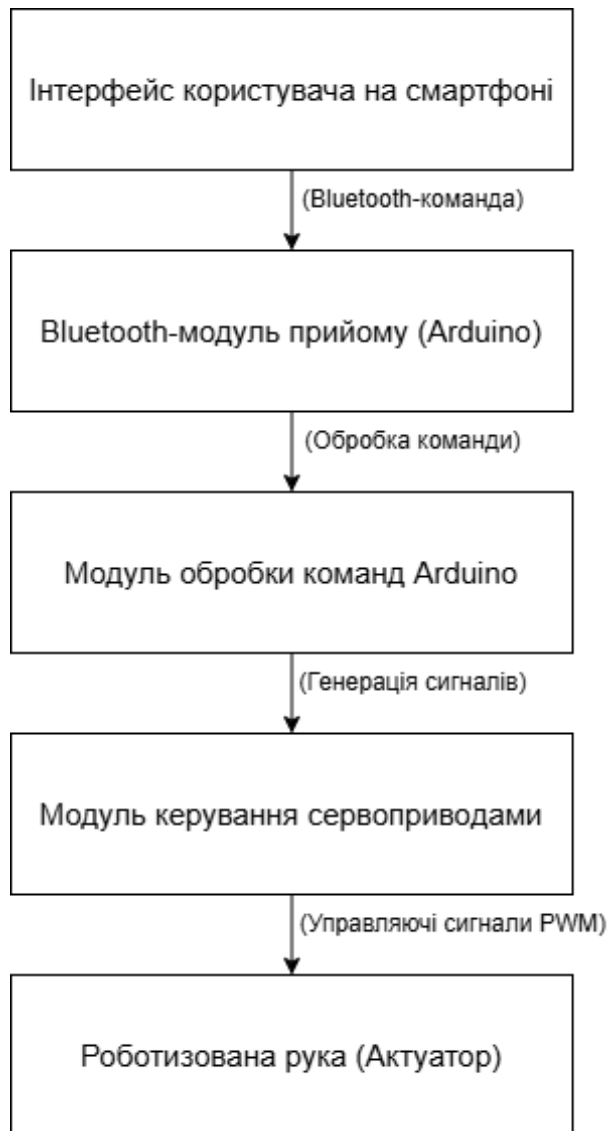 Інтерфейс користувача на смартфоні
(Bluetooth-команда)
Bluetooth-модуль прийому (Arduino)
(Обробка команди)
Модуль обробки команд Arduino
(Генерація сигналів)
Модуль керування сервоприводами
(Управляючі сигнали PWM)
Роботизована рука (Актуатор)